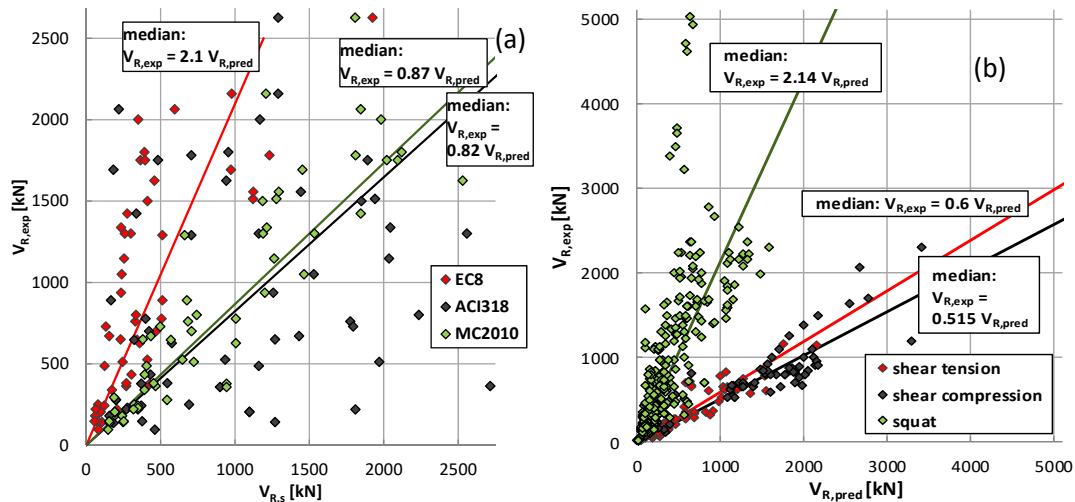 (a)
median:
V_R,exp = 2.1 V_R,pred
median:
V_R,exp = 0.87 V_R,pred
median:
V_R,exp =
0.82 V_R,pred
2500
2000
1500
1000
500
0
V_R,exp [kN]
EC8
ACI318
MC2010
0 500 1000 1500 2000 2500
V_R,s [kN]
(b)
median:
V_R,exp = 2.14 V_R,pred
median: V_R,exp = 0.6 V_R,pred
median:
V_R,exp =
0.515 V_R,pred
5000
4000
3000
2000
1000
0
V_R,exp [kN]
shear tension
shear compression
squat
0 1000 2000 3000 4000 5000
V_R,pred [kN]